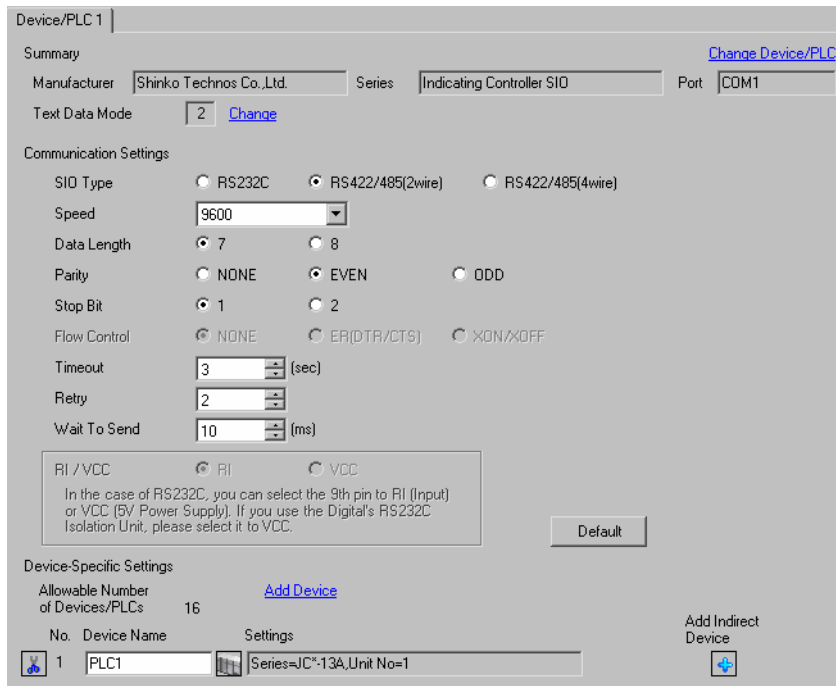 Device/PLC 1
Summary
Change Device/PLC
Manufacturer Shinko Technos Co.,Ltd. Series Indicating Controller SIO Port COM1
Text Data Mode 2 Change
Communication Settings
SIO Type RS232C RS422/485(2wire) RS422/485(4wire)
Speed 9600
Data Length 7 8
Parity NONE EVEN ODD
Stop Bit 1 2
Flow Control NONE ER(DTR/CTS) XON/XOFF
Timeout 3 (sec)
Retry 2
Wait To Send 10 (ms)
RI / VCC RI VCC
In the case of RS232C, you can select the 9th pin to RI (Input)
or VCC (5V Power Supply). If you use the Digital's RS232C
Isolation Unit, please select it to VCC.
Default
Device-Specific Settings
Allowable Number Add Device
of Devices/PLCs 16
Add Indirect
Device
No. Device Name Settings
1 PLC1 Series=JC*-13A,Unit No=1